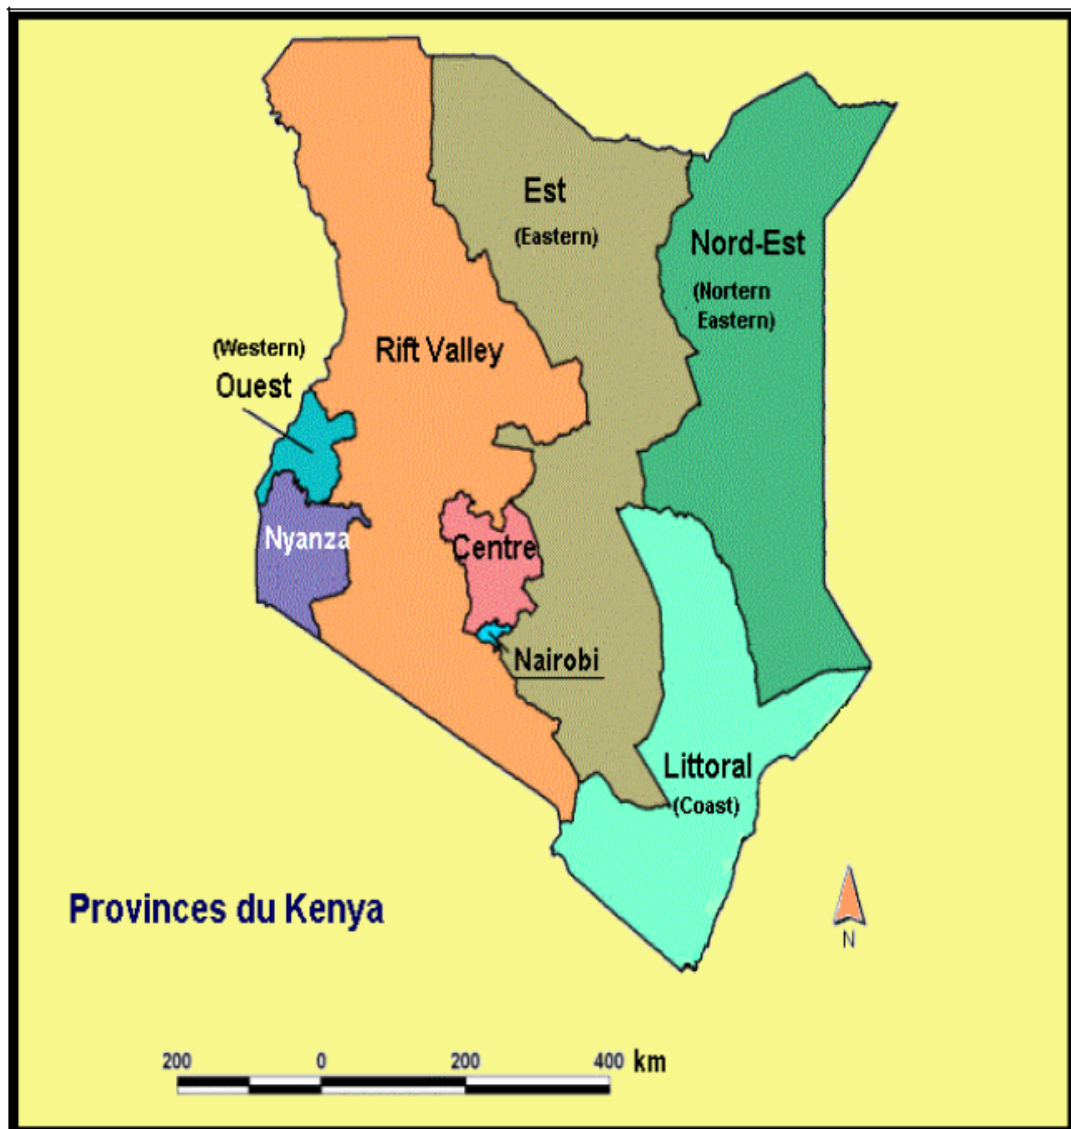 Est
(Eastern)
Nord-Est
(Nortern
Eastern)
(Western)
Ouest
Rift Valley
Nyanza
Centre
Nairobi
Littoral
(Coast)
Provinces du Kenya
N
200 0 200 400 km